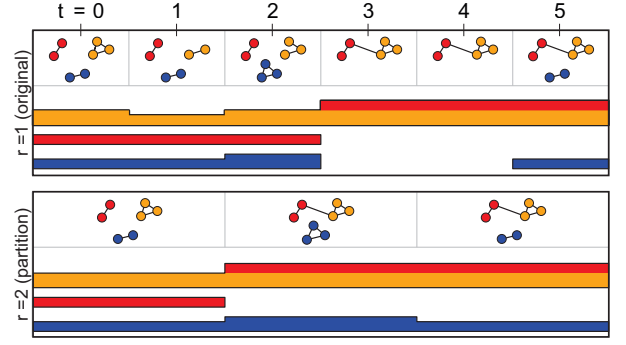 t = 0 1 2 3 4 5
r =1 (original)
r =2 (partition)